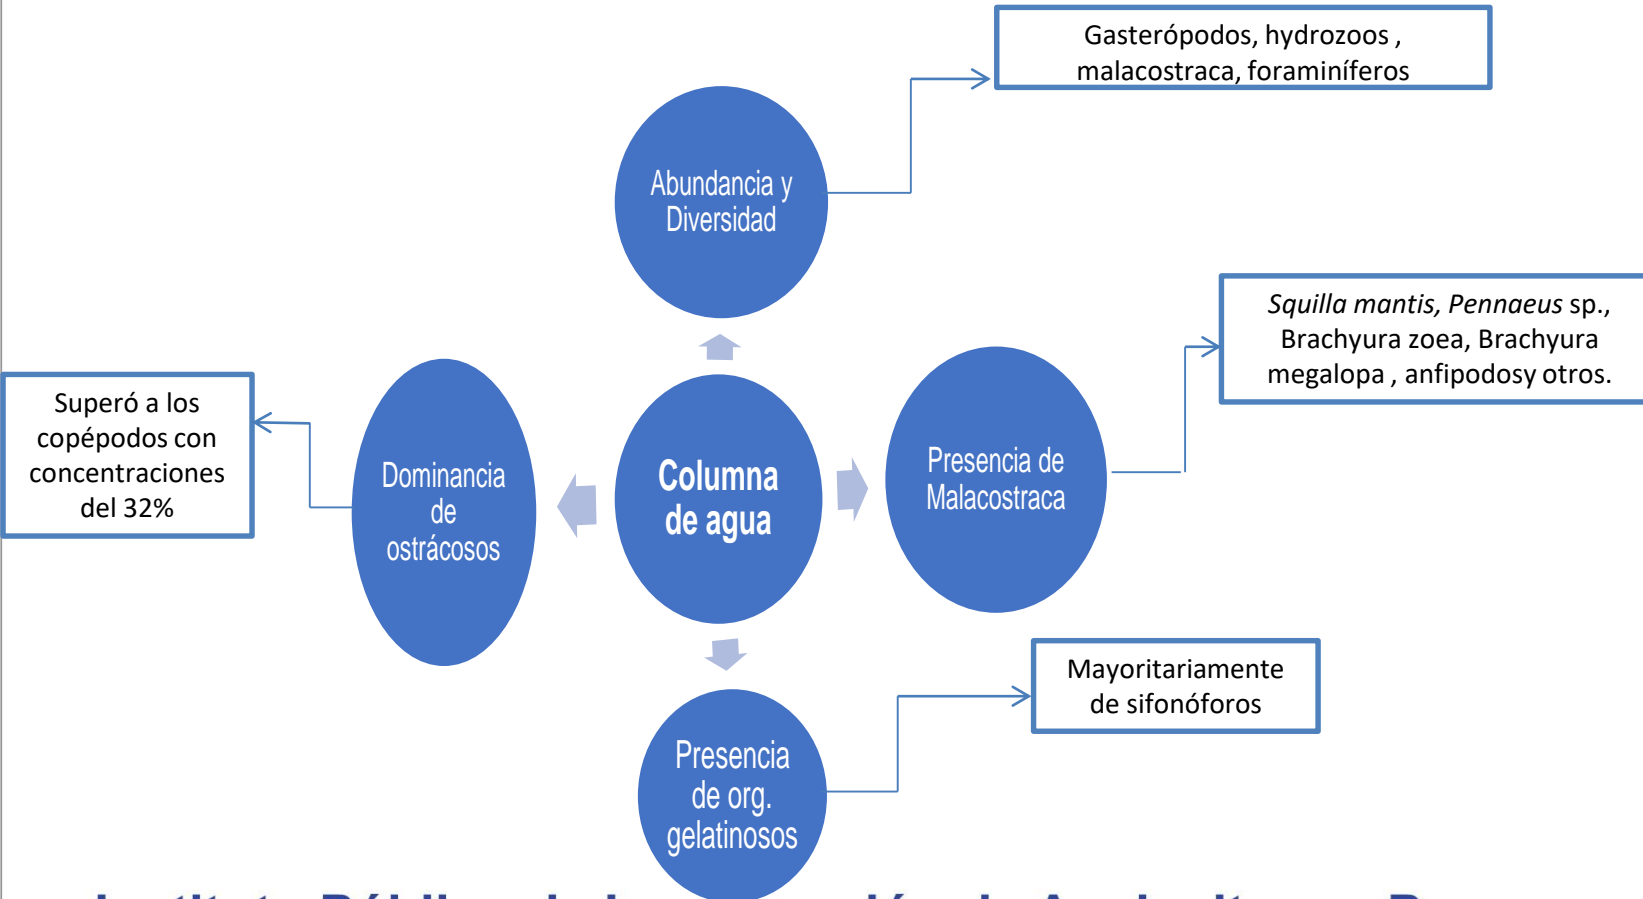 Gasterópodos, hydrozoos ,
malacostraca, foraminíferos
Abundancia y
Diversidad
Squilla mantis, Pennaeus sp.,
Brachyura zoea, Brachyura
megalopa , anfipodosy otros.
Superó a los
copépodos con
concentraciones
del 32%
Dominancia
de
ostrácosos
Columna
de agua
Presencia de
Malacostraca
Mayoritariamente
de sifonóforos
Presencia
de org.
gelatinosos